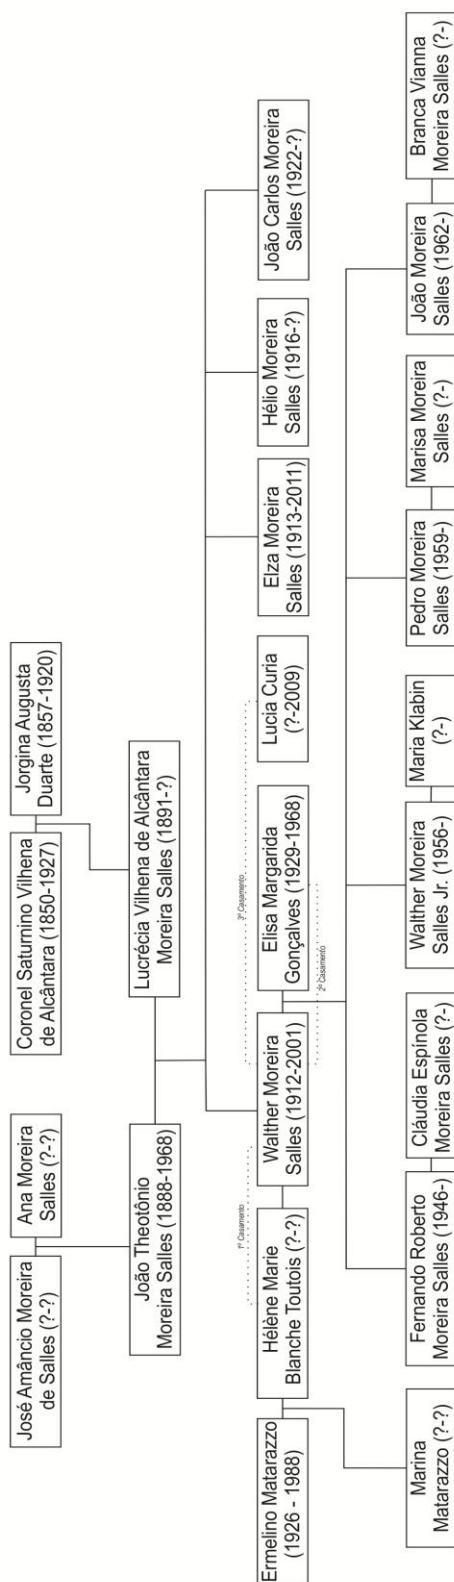 José Amâncio Moreira
de Salles (?-?)
Ana Moreira
Salles (?-?)
Coronel Saturnino Vilhena
de Alcântara (1850-1927)
Jorgina Augusta
Duarte (1857-1920)
João Theotônio
Moreira Salles (1888-1968)
Lucrécia Vilhena de Alcântara
Moreira Salles (1891-?)
1º Casamento
3º Casamento
Ermelino Matarazzo
(1926 - 1988)
Hélène Marie
Blanche Toutois (?-?)
Walther Moreira
Salles (1912-2001)
Elisa Margarida
Gonçalves (1929-1968)
Lucia Curia
(?-2009)
Elza Moreira
Salles (1913-2011)
Hélio Moreira
Salles (1916-?)
João Carlos Moreira
Salles (1922-?)
2º Casamento
Marina
Matarazzo (?-?)
Fernando Roberto
Moreira Salles (1946-)
Cláudia Espínola
Moreira Salles (?-)
Walther Moreira
Salles Jr. (1956-)
Maria Klabin
(?-)
Pedro Moreira
Salles (1959-)
Marisa Moreira
Salles (?-)
João Moreira
Salles (1962-)
Branca Vianna
Moreira Salles (?-)